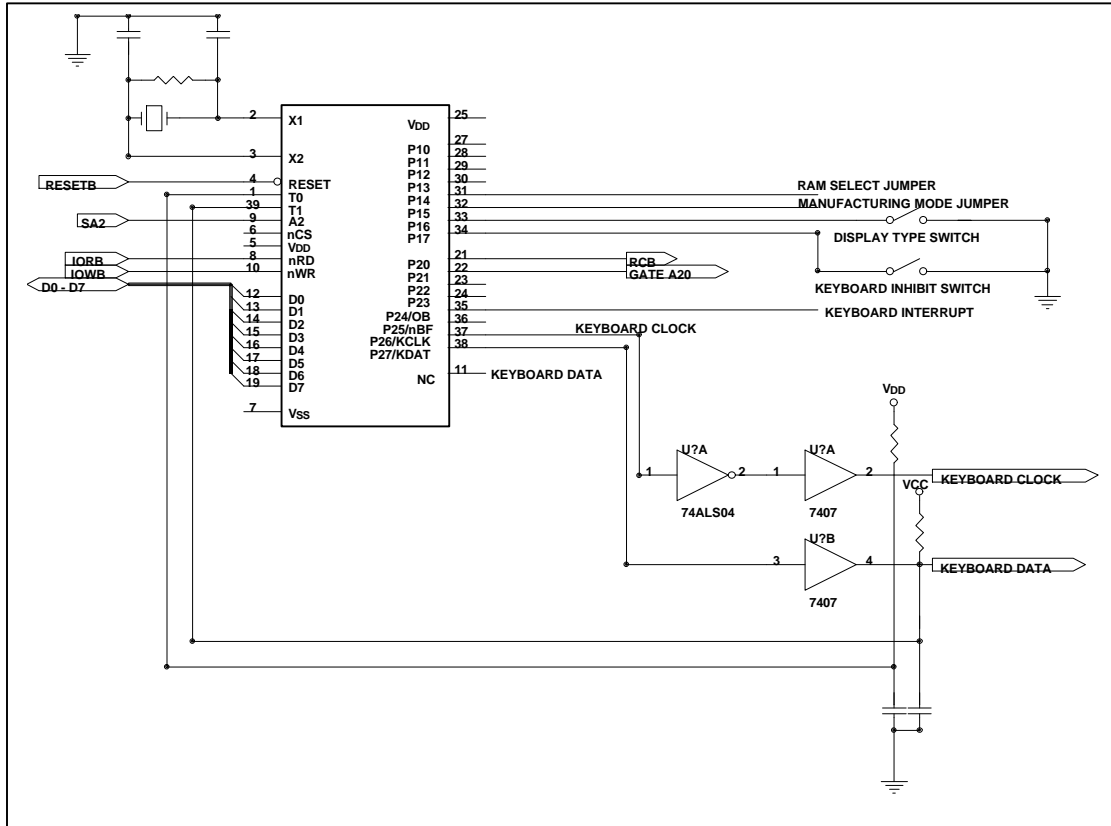 2
X1
3
X2
RESETB
4
RESET
1
T0
39
T1
SA2
9
A2
6
nCS
5
VDD
IORB
8
nRD
IOWB
10
nWR
D0 - D7
12
D0
13
D1
14
D2
15
D3
16
D4
17
D5
18
D6
19
D7
7
VSS
VDD
25
27
P10
28
P11
29
P12
30
P13
31
RAM SELECT JUMPER
P14
32
MANUFACTURING MODE JUMPER
P15
33
P16
34
DISPLAY TYPE SWITCH
P17
21
RCB
P20
22
GATE A20
P21
23
P22
24
KEYBOARD INHIBIT SWITCH
P23
35
KEYBOARD INTERRUPT
P24/OB
36
P25/nBF
37
KEYBOARD CLOCK
P26/KCLK
38
P27/KDAT
NC
11
KEYBOARD DATA
VDD
U?A
1
2
74ALS04
U?A
1
2
7407
VCC
KEYBOARD CLOCK
U?B
3
4
7407
KEYBOARD DATA